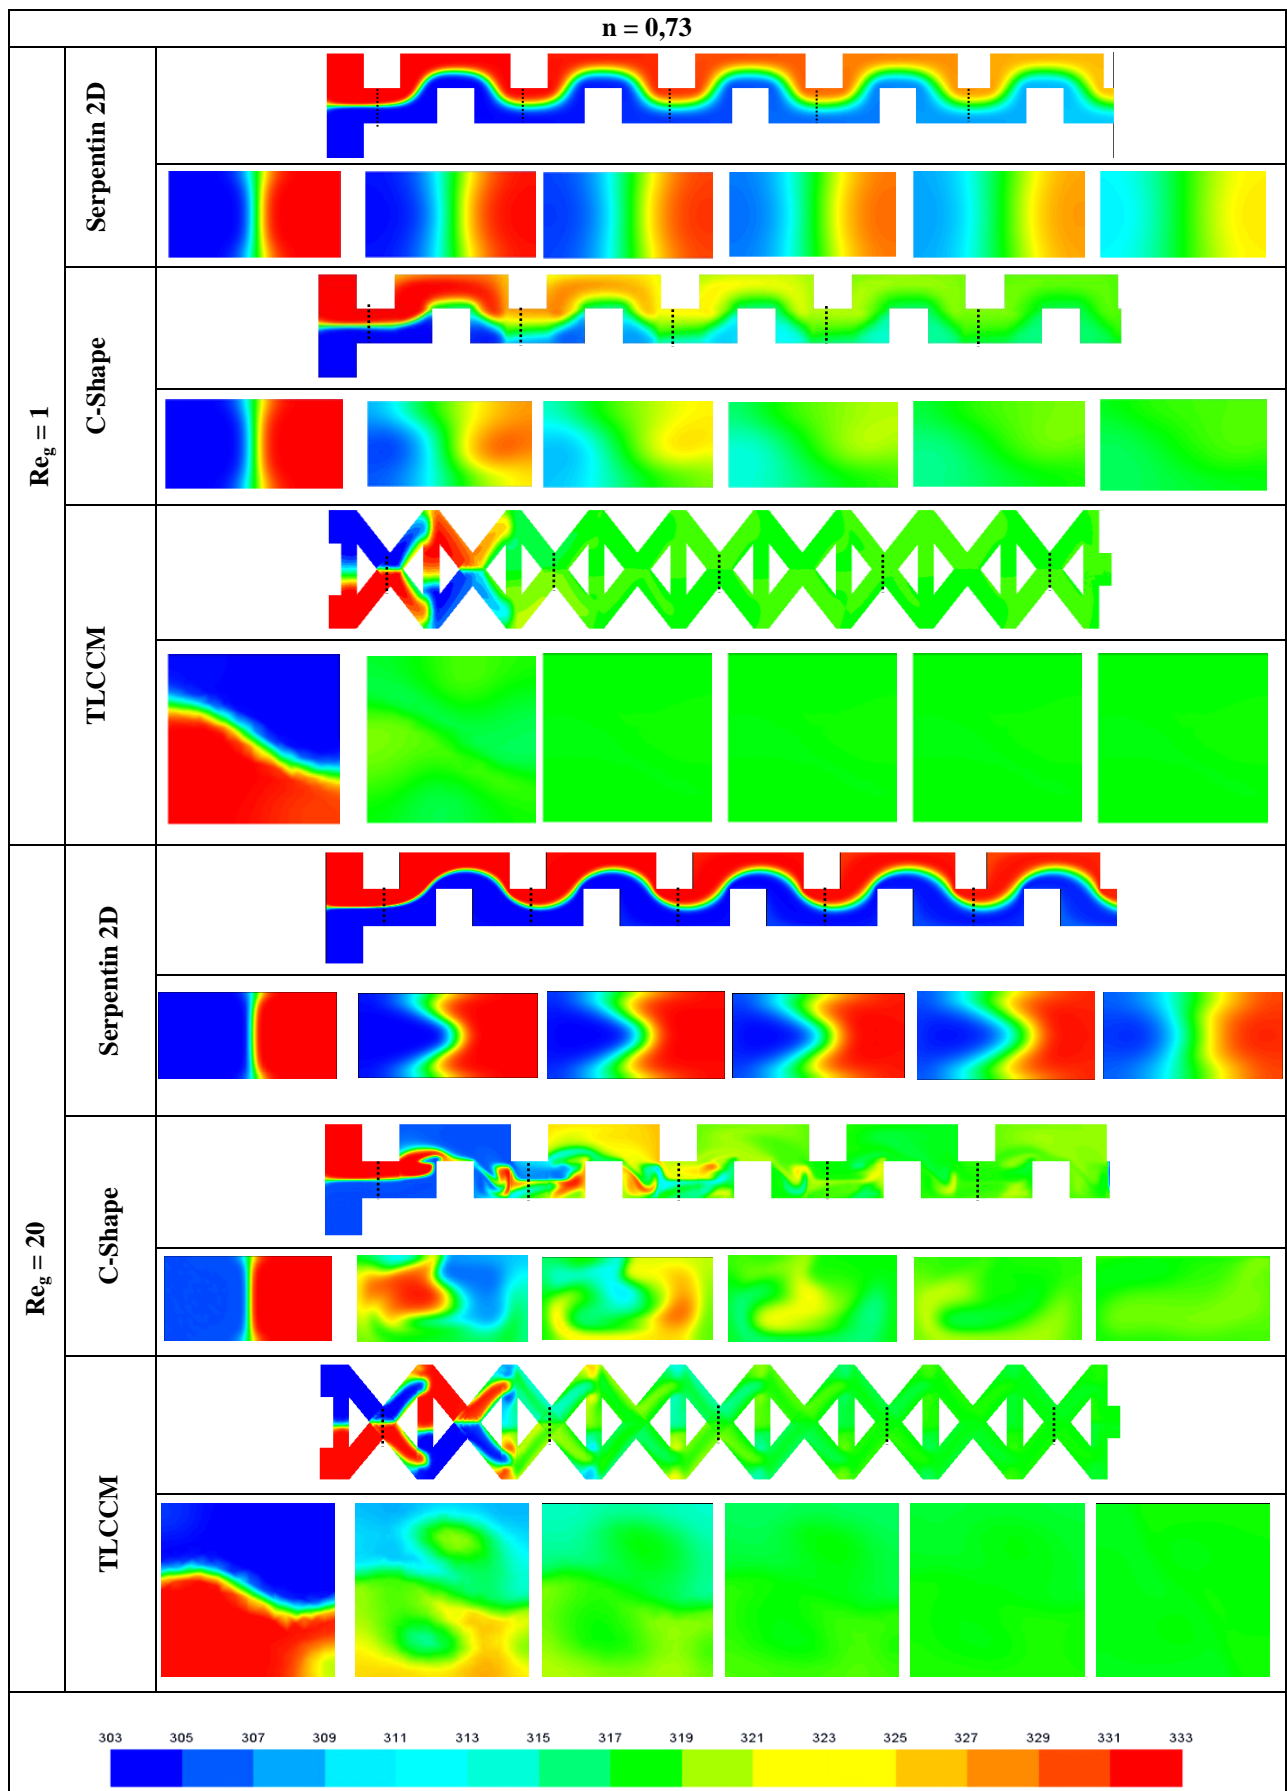 n = 0,73
Re_g = 1
Serpentin 2D
C-Shape
TLCCM
Re_g = 20
Serpentin 2D
C-Shape
TLCCM
303 305 307 309 311 313 315 317 319 321 323 325 327 329 331 333